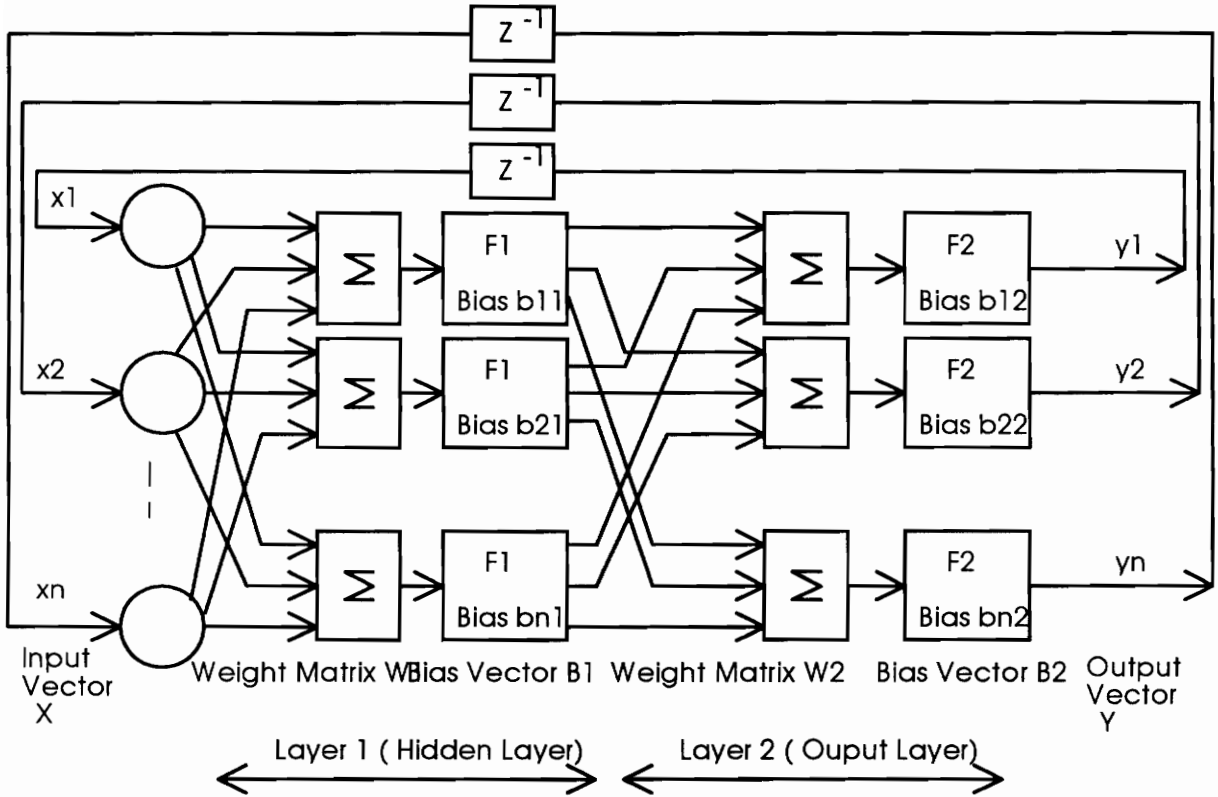 Z -1
Z -1
Z -1
x1
F1
F2
y1
Σ
Σ
Bias b11
Bias b12
x2
F1
F2
y2
Σ
Σ
Bias b21
Bias b22
xn
F1
F2
yn
Σ
Σ
Bias bn1
Bias bn2
Input
Vector
X
Weight Matrix W1
Bias Vector B1
Weight Matrix W2
Bias Vector B2
Output
Vector
Y
Layer 1 ( Hidden Layer)
Layer 2 ( Ouput Layer)